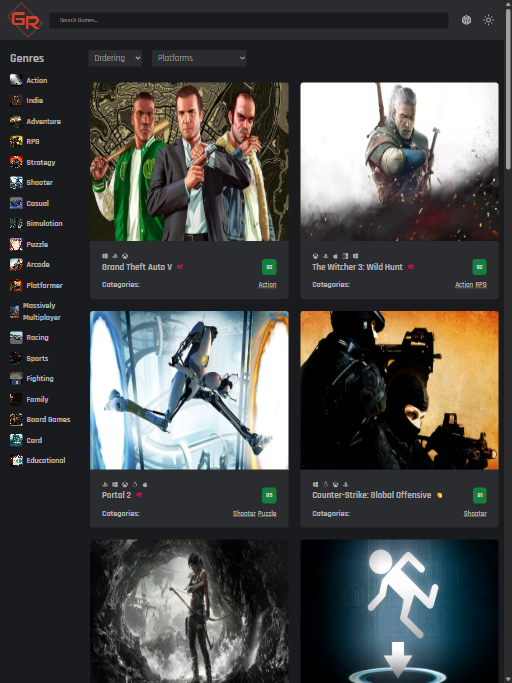 GR
Search Games...
Genres
Ordering
Platforms
Action
Indie
Adventure
RPG
Strategy
Shooter
Casual
Simulation
Puzzle
Arcade
Platformer
Massively
Multiplayer
Racing
Sports
Fighting
Family
Board Games
Card
Educational
Grand Theft Auto V
92
Categories:
Action
The Witcher 3: Wild Hunt
92
Categories:
Action RPG
Portal 2
95
Categories:
Shooter Puzzle
Counter-Strike: Global Offensive
81
Categories:
Shooter